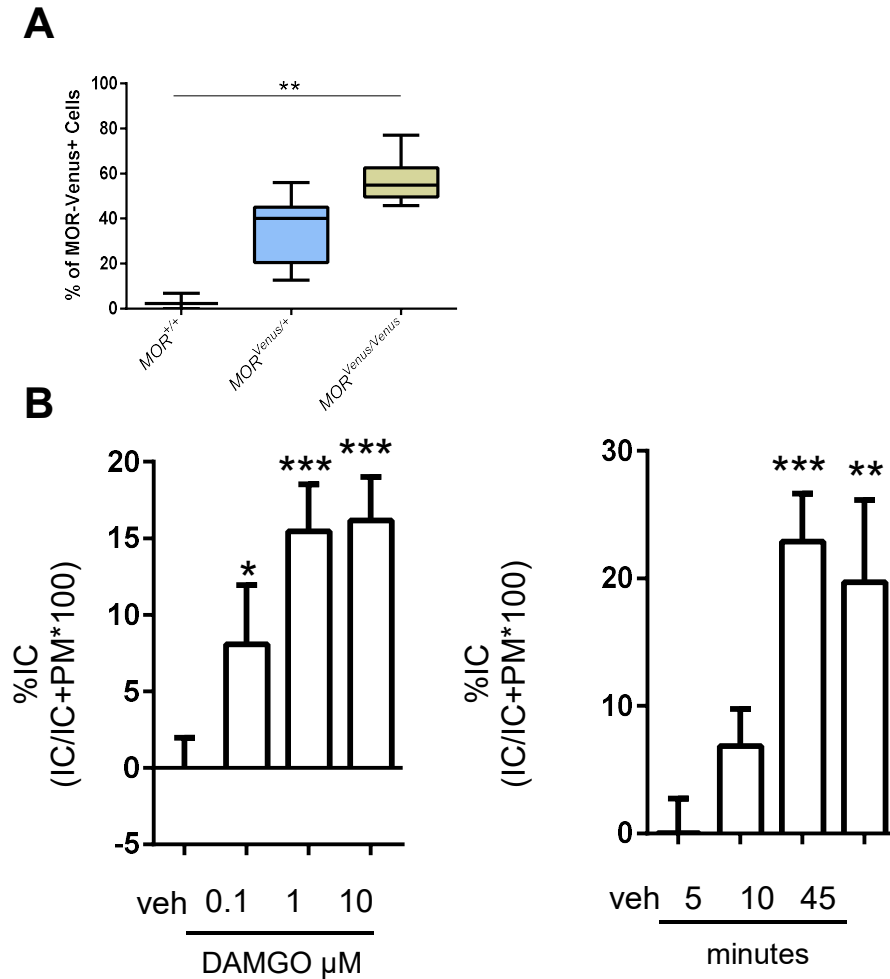 A
**
100
80
60
40
20
0
% of MOR-Venus+ Cells
MOR+/+
MORVenus/+
MORVenus/Venus
B
20
15
10
5
0
-5
%IC
(IC/IC+PM*100)
*
***
***
veh 0.1 1 10
DAMGO μM
30
20
10
0
%IC
(IC/IC+PM*100)
***
**
veh 5 10 45
minutes